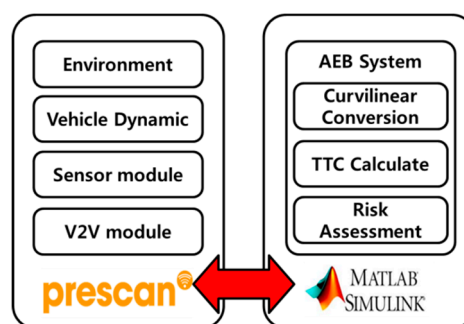 Environment
Vehicle Dynamic
Sensor module
V2V module
prescan
AEB System
Curvilinear
Conversion
TTC Calculate
Risk
Assessment
MATLAB
SIMULINK